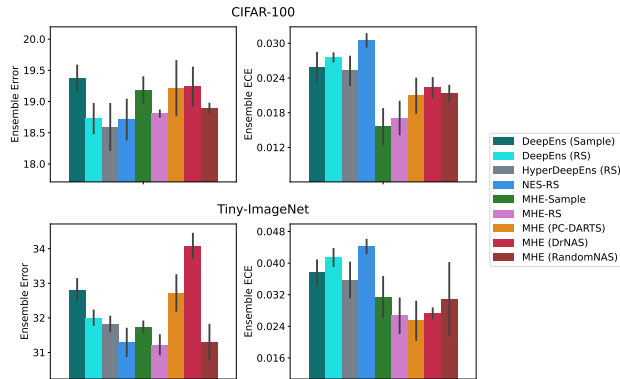 CIFAR-100
Ensemble Error
20.0
19.5
19.0
18.5
18.0
Ensemble ECE
0.030
0.024
0.018
0.012
DeepEns (Sample)
DeepEns (RS)
HyperDeepEns (RS)
NES-RS
MHE-Sample
MHE-RS
MHE (PC-DARTS)
MHE (DrNAS)
MHE (RandomNAS)
Tiny-ImageNet
Ensemble Error
34
33
32
31
Ensemble ECE
0.048
0.040
0.032
0.024
0.016